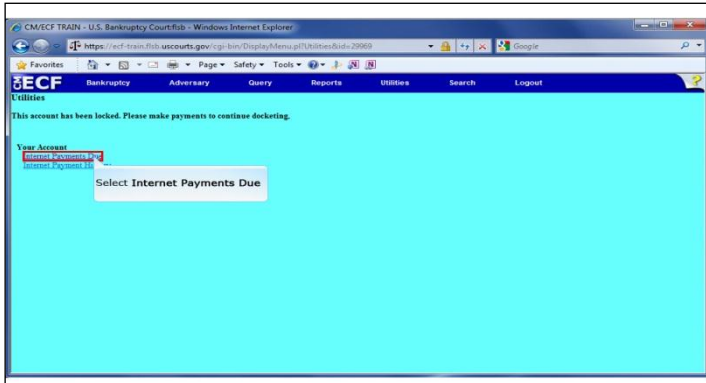 CM/ECF TRAIN - U.S. Bankruptcy Court:flsb - Windows Internet Explorer
https://ecf-train.flsb.uscourts.gov/cgi-bin/DisplayMenu.pl?Utilities&id=29969
Google
Favorites Page Safety Tools
ECF Bankruptcy Adversary Query Reports Utilities Search Logout ?
Utilities
This account has been locked. Please make payments to continue docketing.
Your Account
Internet Payments Due
Internet Payment
Select Internet Payments Due